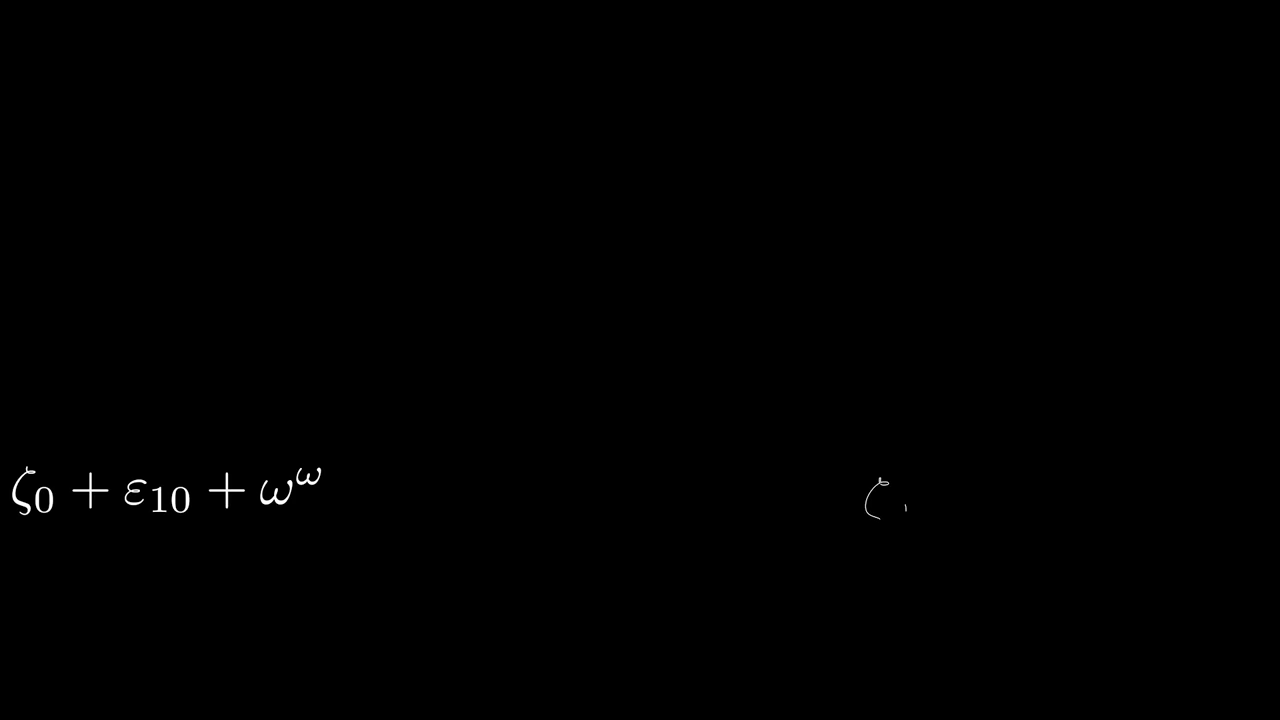 ζ₀ + ε₁₀ + ω^ω
ζ